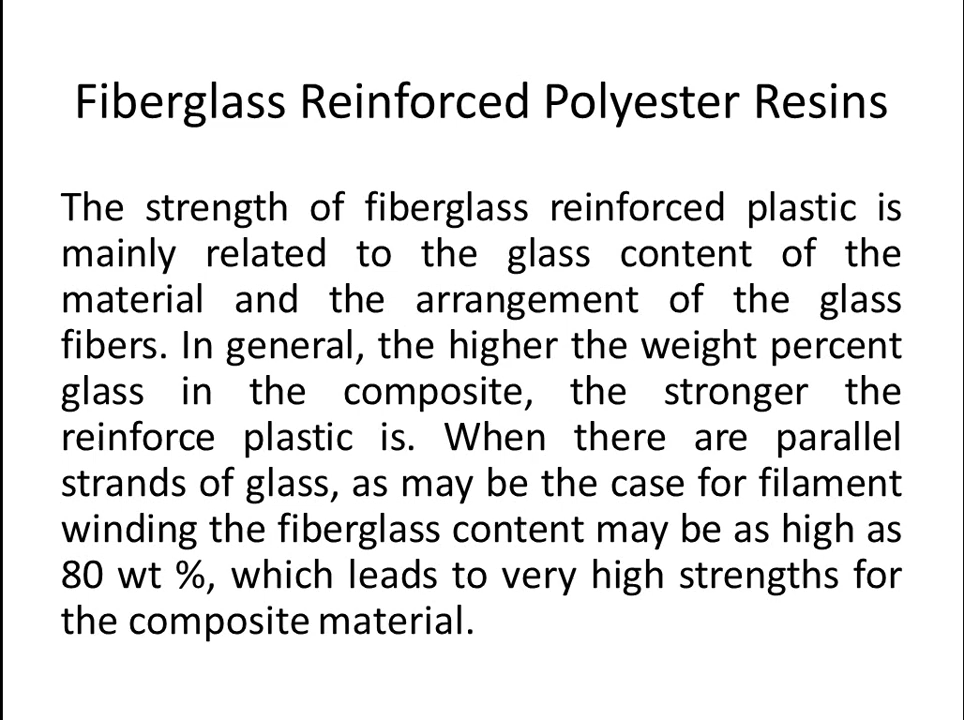 Fiberglass Reinforced Polyester Resins
The strength of fiberglass reinforced plastic is
mainly related to the glass content of the
material and the arrangement of the glass
fibers. In general, the higher the weight percent
glass in the composite, the stronger the
reinforce plastic is. When there are parallel
strands of glass, as may be the case for filament
winding the fiberglass content may be as high as
80 wt %, which leads to very high strengths for
the composite material.